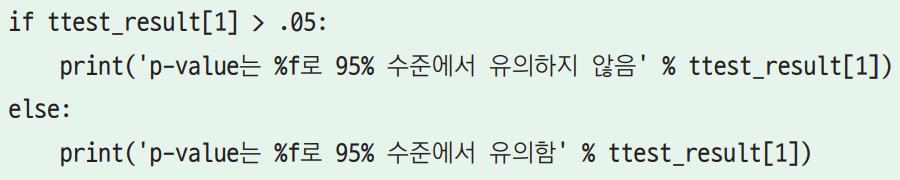 if ttest_result[1] > .05:
    print('p-value는 %f로 95% 수준에서 유의하지 않음' % ttest_result[1])
else:
    print('p-value는 %f로 95% 수준에서 유의함' % ttest_result[1])